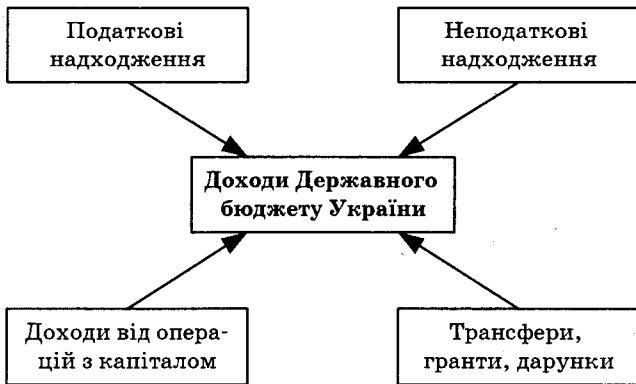 Податкові
надходження
Неподаткові
надходження
Доходи Державного
бюджету України
Доходи від опера-
цій з капіталом
Трансфери,
гранти, дарунки